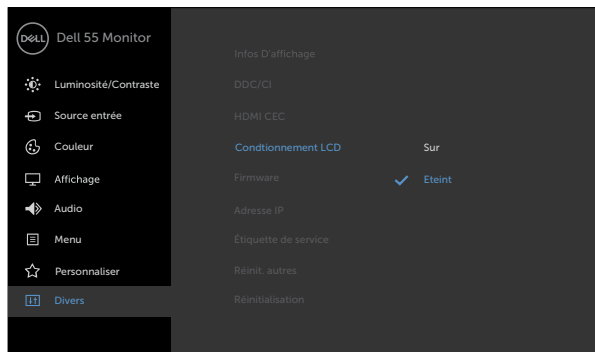 DELL Dell 55 Monitor
Luminosité/Contraste
Source entrée
Couleur
Affichage
Audio
Menu
Personnaliser
Divers
Infos D'affichage
DDC/CI
HDMI CEC
Condtionnement LCD Sur
Firmware Eteint
Adresse IP
Étiquette de service
Réinit. autres
Réinitialisation